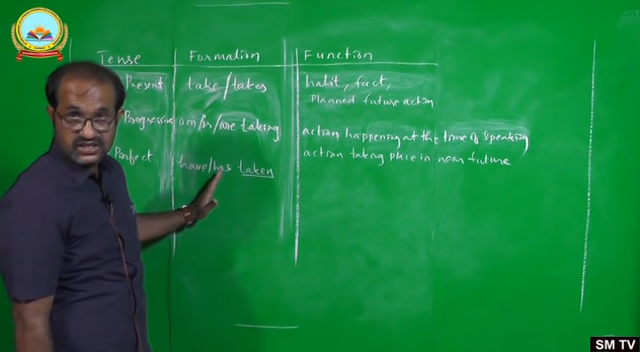 Tense Formation Function
Present take/takes habit, fact,
Planned future action
Progressive am/is/are taking action happening at the time of speaking,
Perfect have/has taken action taking place in near future
SM TV